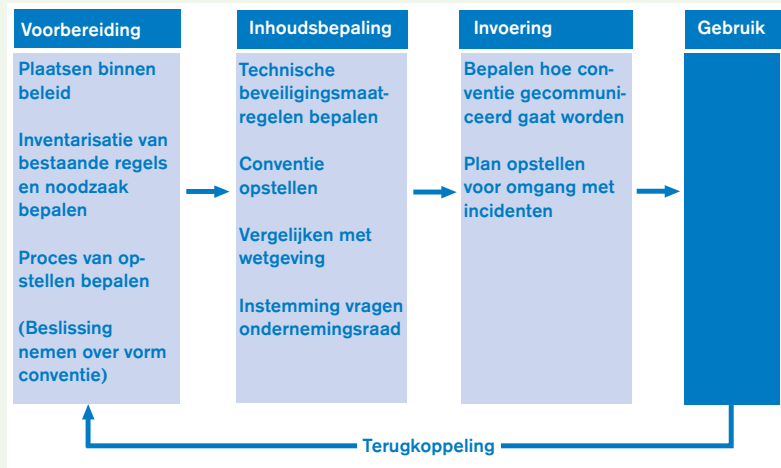 Voorbereiding
Plaatsen binnen
beleid
Inventarisatie van
bestaande regels
en noodzaak
bepalen
Proces van op-
stellen bepalen
(Beslissing
nemen over vorm
conventie)
Inhoudsbepaling
Technische
beveiligingsmaat-
regelen bepalen
Conventie
opstellen
Vergelijken met
wetgeving
Instemming vragen
ondernemingsraad
Invoering
Bepalen hoe con-
ventie gecommuni-
ceerd gaat worden
Plan opstellen
voor omgang met
incidenten
Gebruik
Terugkoppeling